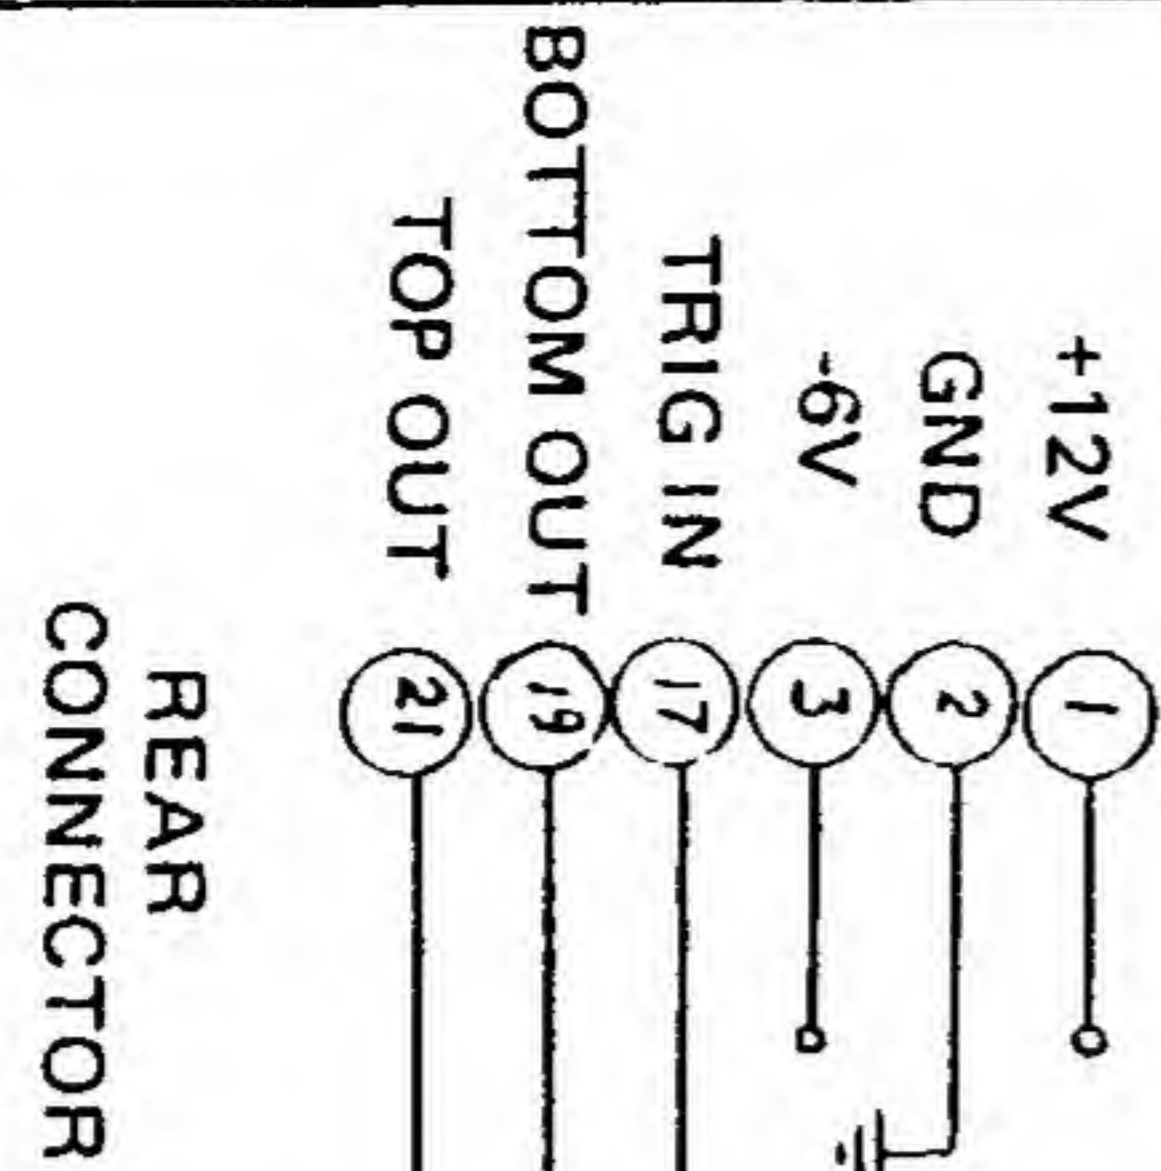 +12V 1
GND 2
-6V 3
TRIG IN 17
BOTTOM OUT 19
TOP OUT 21
REAR
CONNECTOR